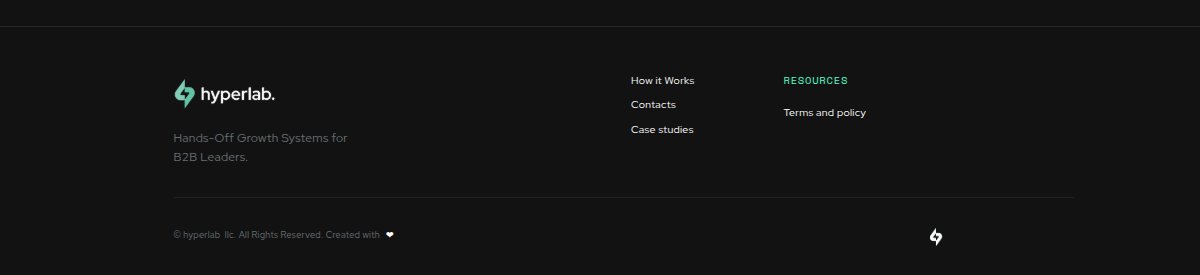 hyperlab.
Hands-Off Growth Systems for
B2B Leaders.
How it Works
Contacts
Case studies
RESOURCES
Terms and policy
© hyperlab llc. All Rights Reserved. Created with ❤